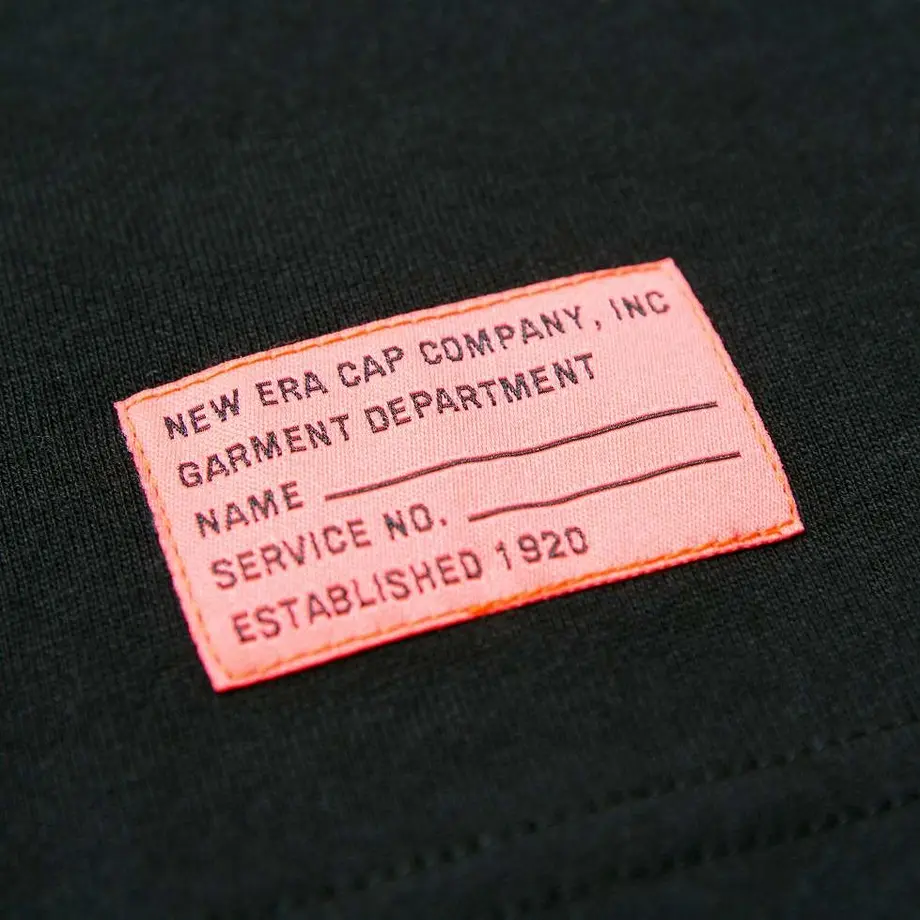 NEW ERA CAP COMPANY, INC
GARMENT DEPARTMENT
NAME
SERVICE NO.
ESTABLISHED 1920